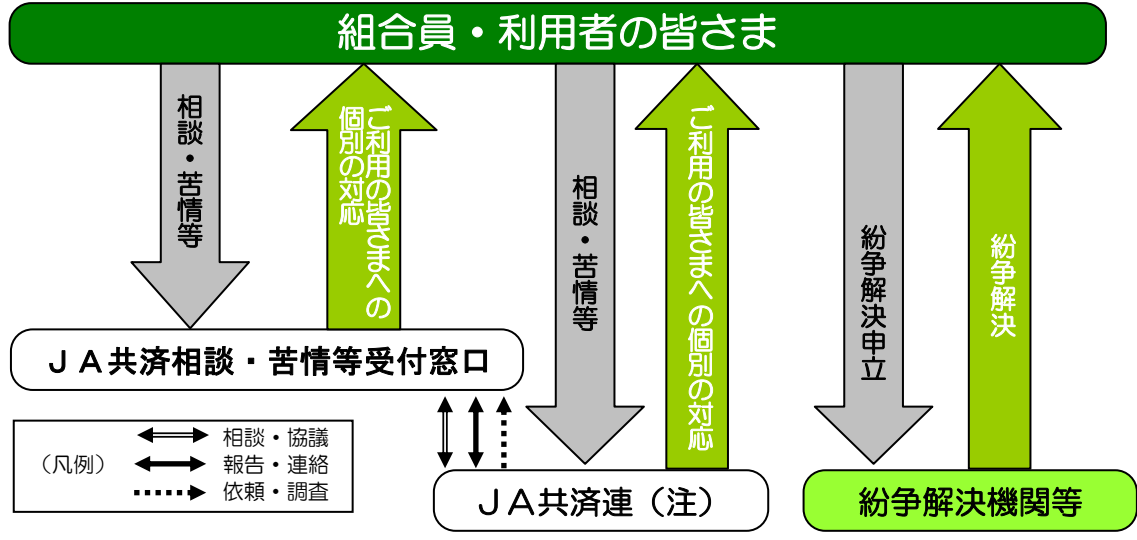 組合員・利用者の皆さま
相談・苦情等
ご利用の皆さまへの
個別の対応
相談・苦情等
ご利用の皆さまへの個別の対応
紛争解決申立
紛争解決
ＪＡ共済相談・苦情等受付窓口
（凡例）
相談・協議
報告・連絡
依頼・調査
ＪＡ共済連（注）
紛争解決機関等